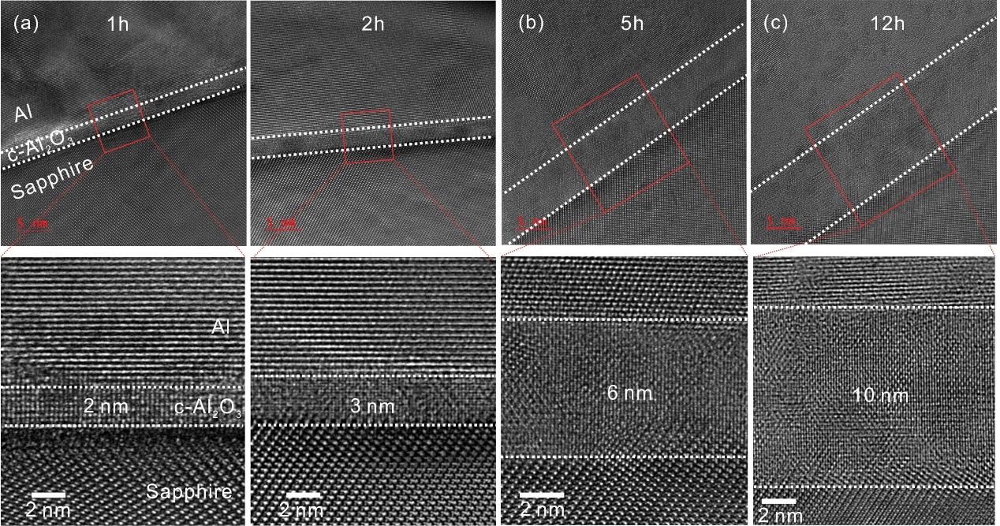 (a) 1h
2h
(b) 5h
(c) 12h
Al
c-Al₂O₃
Sapphire
5 nm
5 nm
5 nm
5 nm
Al
2 nm c-Al₂O₃
Sapphire
2 nm
3 nm
2 nm
6 nm
2 nm
10 nm
2 nm